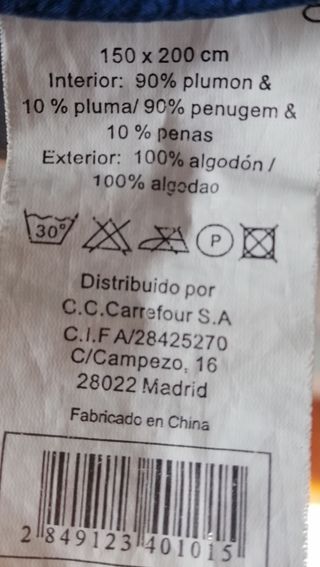 150 x 200 cm
Interior: 90% plumon &
10 % pluma/ 90% penugem &
10 % penas
Exterior: 100% algodón /
100% algodao
30°
P
Distribuido por
C.C.Carrefour S.A
C.I.F A/28425270
C/Campezo, 16
28022 Madrid
Fabricado en China
2 849123 401015